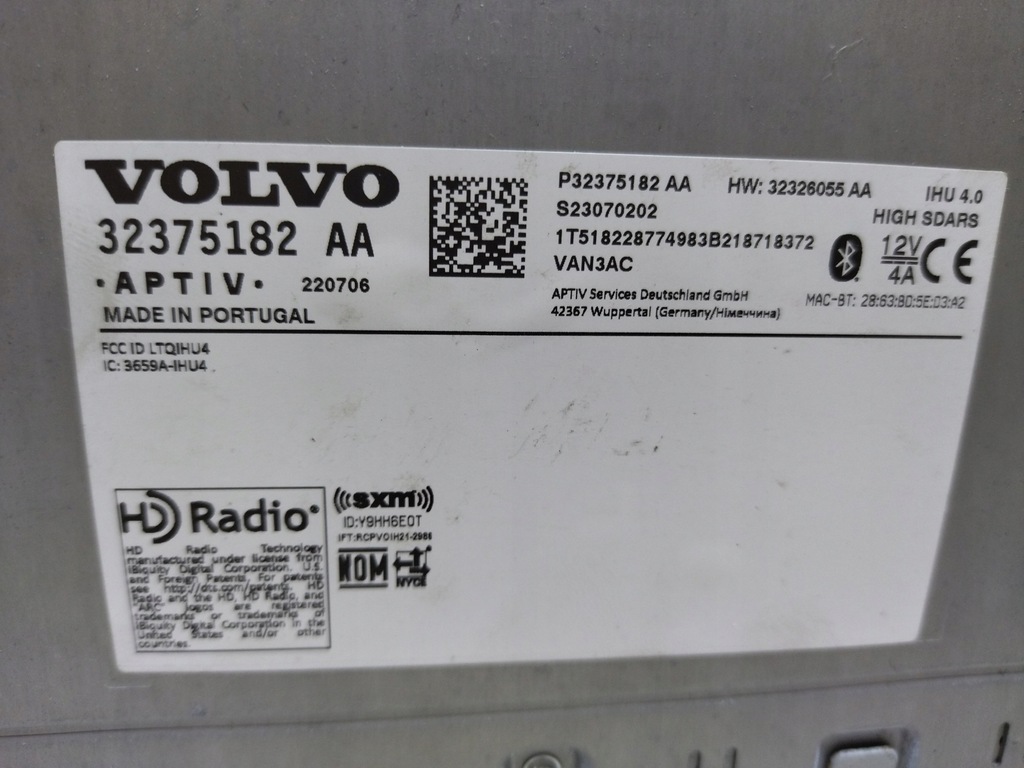 VOLVO
32375182 AA
·APTIV· 220706
MADE IN PORTUGAL
P32375182 AA HW: 32326055 AA IHU 4.0
S23070202 HIGH SDARS
1T518228774983B218718372 12V
VAN3AC 4A CE
APTIV Services Deutschland GmbH MAC-BT: 28:63:BD:5E:D3:A2
42367 Wuppertal (Germany/Німеччина)
FCC ID LTQIHU4
IC: 3659A-IHU4
HD Radio
HD Radio Technology
manufactured under license from
iBiquity Digital Corporation. U.S.
and Foreign Patents. For patents
see http://dts.com/patents. HD
Radio and the HD, HD Radio, and
"ARC" logos are registered
trademarks or trademarks of
iBiquity Digital Corporation in the
United States and/or other
countries.
(((sxm)))
ID:Y9HH6E0T
IFT:RCPVOIH21-2986
NOM NYCE